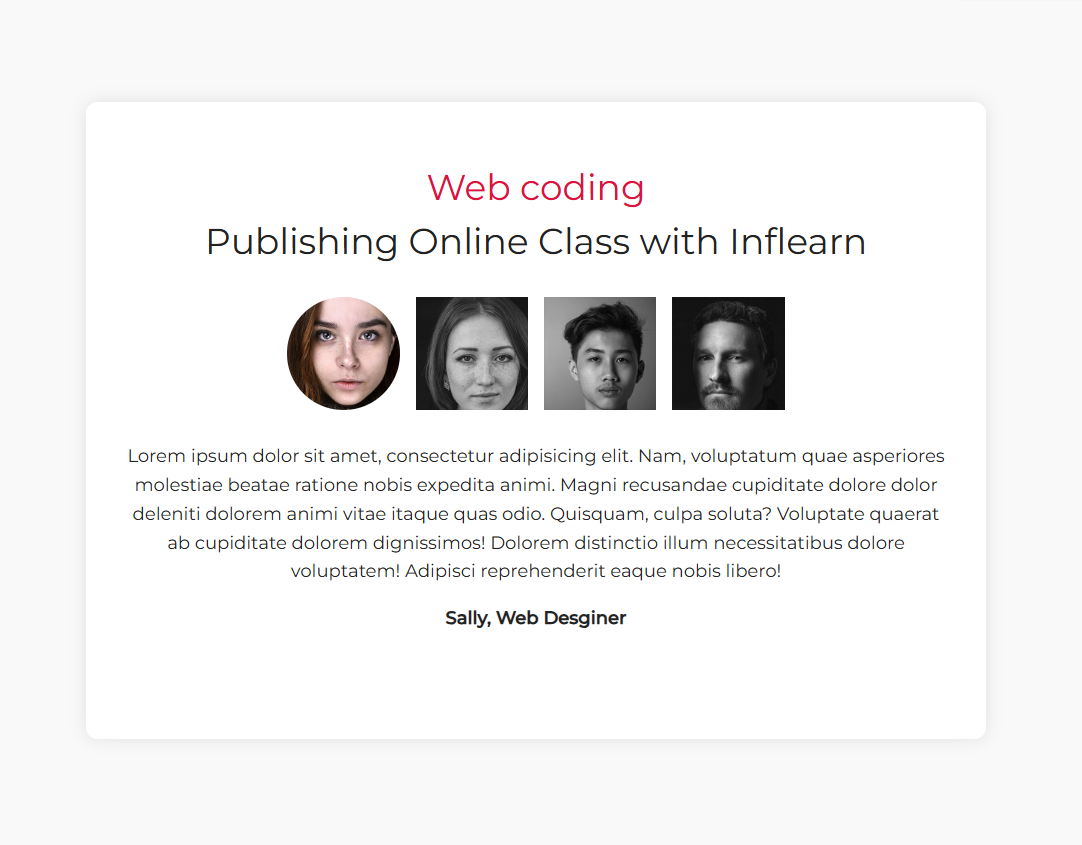 Web coding
Publishing Online Class with Inflearn
Lorem ipsum dolor sit amet, consectetur adipisicing elit. Nam, voluptatum quae asperiores
molestiae beatae ratione nobis expedita animi. Magni recusandae cupiditate dolore dolor
deleniti dolorem animi vitae itaque quas odio. Quisquam, culpa soluta? Voluptate quaerat
ab cupiditate dolorem dignissimos! Dolorem distinctio illum necessitatibus dolore
voluptatem! Adipisci reprehenderit eaque nobis libero!
Sally, Web Desginer